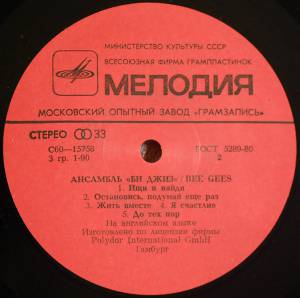 МИНИСТЕРСТВО КУЛЬТУРЫ СССР
ВСЕСОЮЗНАЯ ФИРМА ГРАМПЛАСТИНОК
МЕЛОДИЯ
МОСКОВСКИЙ ОПЫТНЫЙ ЗАВОД «ГРАМЗАПИСЬ»
СТЕРЕО 33
С60—15758 ГОСТ 5289-80
3 гр. 1-90 2
АНСАМБЛЬ «БИ ДЖИЗ» / BEE GEES
1. Ищи и найди
2. Остановись, подумай еще раз
3. Жить вместе 4. Я счастлив
5. До тех пор
На английском языке
Изготовлено по лицензии фирмы
Polydor International GmbH
Гамбург